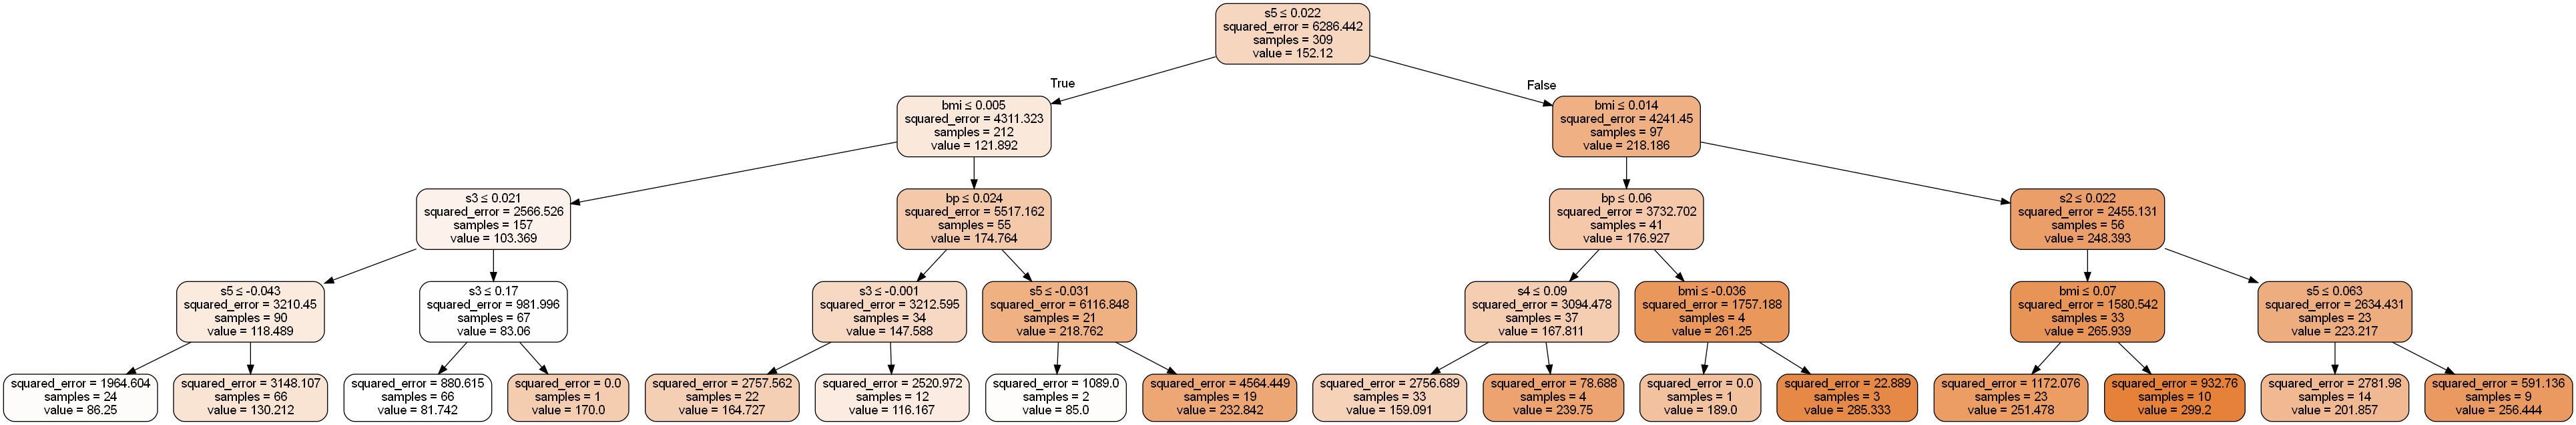 s5 ≤ 0.022
squared_error = 6286.442
samples = 309
value = 152.12
True
False
bmi ≤ 0.005
squared_error = 4311.323
samples = 212
value = 121.892
bmi ≤ 0.014
squared_error = 4241.45
samples = 97
value = 218.186
s3 ≤ 0.021
squared_error = 2566.526
samples = 157
value = 103.369
bp ≤ 0.024
squared_error = 5517.162
samples = 55
value = 174.764
bp ≤ 0.06
squared_error = 3732.702
samples = 41
value = 176.927
s2 ≤ 0.022
squared_error = 2455.131
samples = 56
value = 248.393
s5 ≤ -0.043
squared_error = 3210.45
samples = 90
value = 118.489
s3 ≤ 0.17
squared_error = 981.996
samples = 67
value = 83.06
s3 ≤ -0.001
squared_error = 3212.595
samples = 34
value = 147.588
s5 ≤ -0.031
squared_error = 6116.848
samples = 21
value = 218.762
s4 ≤ 0.09
squared_error = 3094.478
samples = 37
value = 167.811
bmi ≤ -0.036
squared_error = 1757.188
samples = 4
value = 261.25
bmi ≤ 0.07
squared_error = 1580.542
samples = 33
value = 265.939
s5 ≤ 0.063
squared_error = 2634.431
samples = 23
value = 223.217
squared_error = 1964.604
samples = 24
value = 86.25
squared_error = 3148.107
samples = 66
value = 130.212
squared_error = 880.615
samples = 66
value = 81.742
squared_error = 0.0
samples = 1
value = 170.0
squared_error = 2757.562
samples = 22
value = 164.727
squared_error = 2520.972
samples = 12
value = 116.167
squared_error = 1089.0
samples = 2
value = 85.0
squared_error = 4564.449
samples = 19
value = 232.842
squared_error = 2756.689
samples = 33
value = 159.091
squared_error = 78.688
samples = 4
value = 239.75
squared_error = 0.0
samples = 1
value = 189.0
squared_error = 22.889
samples = 3
value = 285.333
squared_error = 1172.076
samples = 23
value = 251.478
squared_error = 932.76
samples = 10
value = 299.2
squared_error = 2781.98
samples = 14
value = 201.857
squared_error = 591.136
samples = 9
value = 256.444